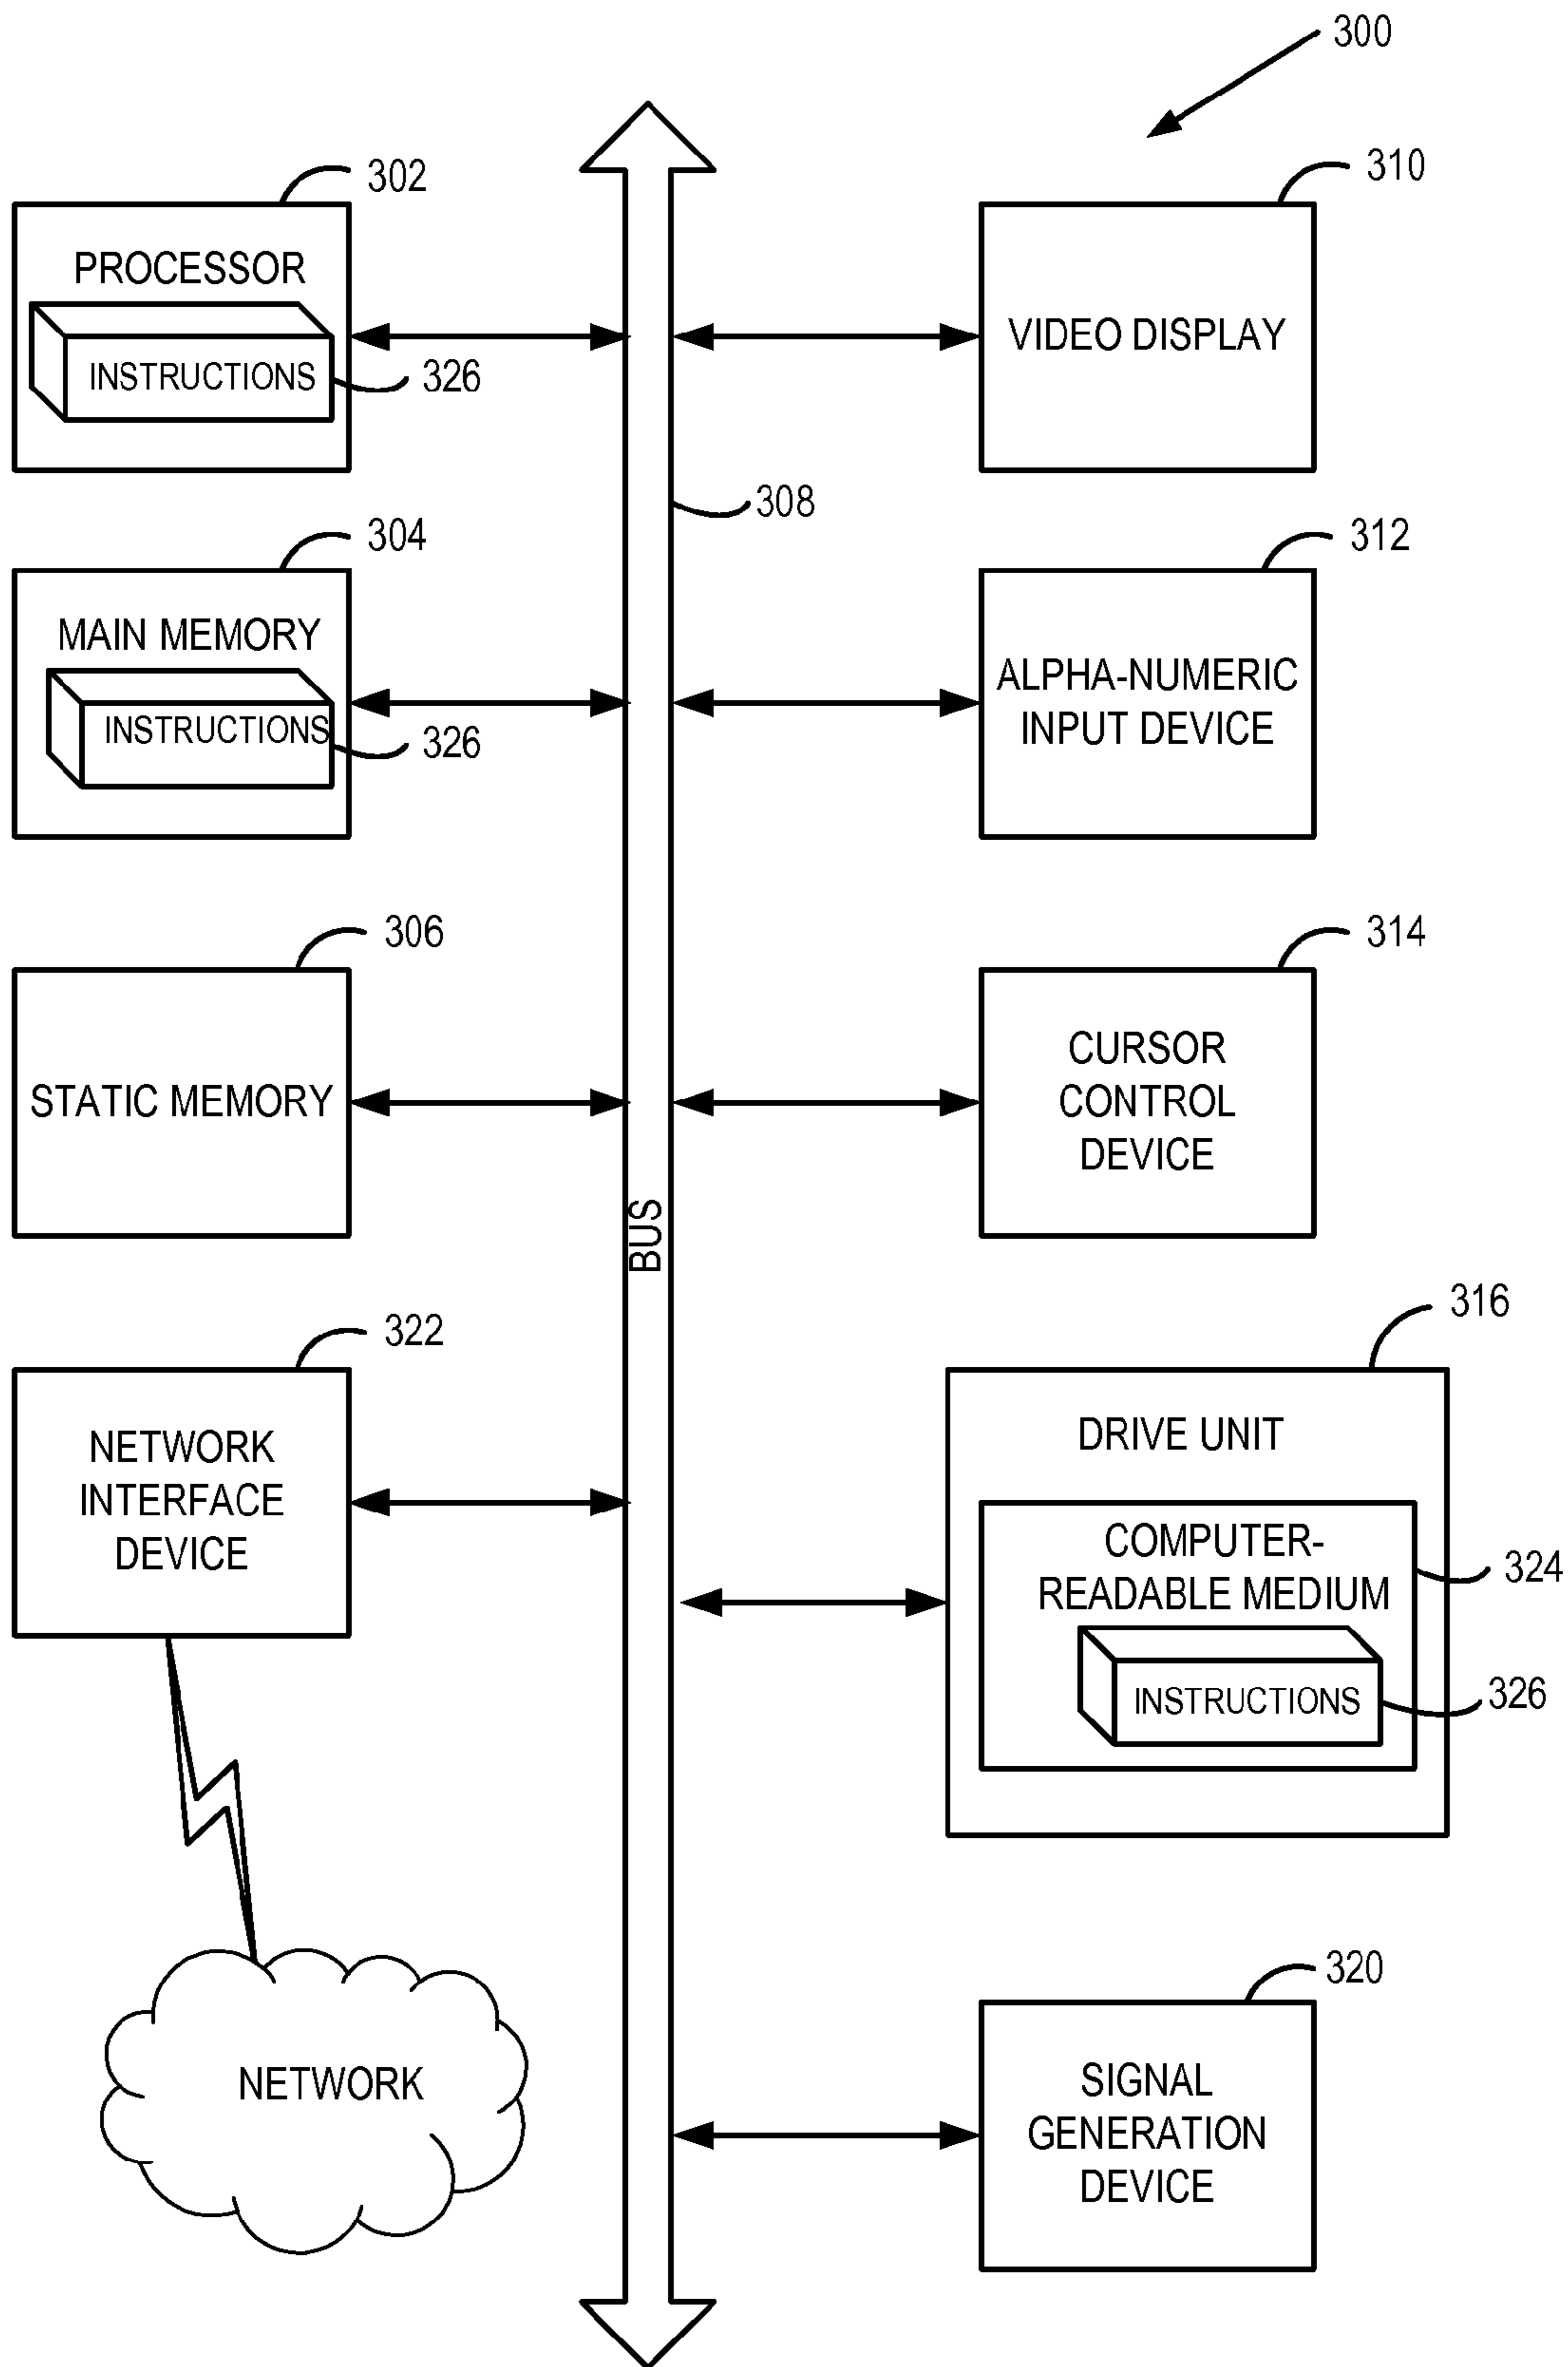 300
302
PROCESSOR
INSTRUCTIONS
326
310
VIDEO DISPLAY
308
304
MAIN MEMORY
INSTRUCTIONS
326
312
ALPHA-NUMERIC
INPUT DEVICE
306
STATIC MEMORY
314
CURSOR
CONTROL
DEVICE
BUS
322
NETWORK
INTERFACE
DEVICE
316
DRIVE UNIT
COMPUTER-
READABLE MEDIUM
324
INSTRUCTIONS
326
NETWORK
320
SIGNAL
GENERATION
DEVICE